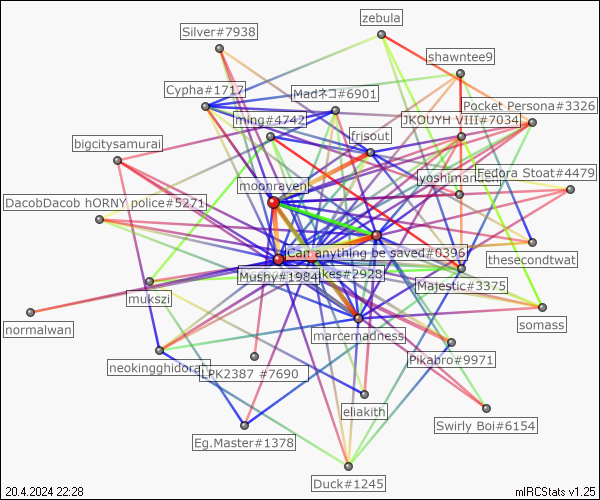 zebula
Silver#7938
shawntee9
Cypha#1717
Madネコ#6901
Pocket Persona#3326
ming#4742
JKOUYH VIII#7034
frisout
bigcitysamurai
Fedora Stoat#4479
moonraven
DacobDacob hORNY police#5271
Can anything be saved#0396
thesecondtwat
Mushy#1984
kes#2928
Majestic#3375
mukszi
somass
normalwan
marcemadness
Pikabro#9971
neokingghidora
LPK2387 #7690
eliakith
Swirly Boi#6154
Eg.Master#1378
Duck#1245
20.4.2024 22:28
mIRCStats v1.25